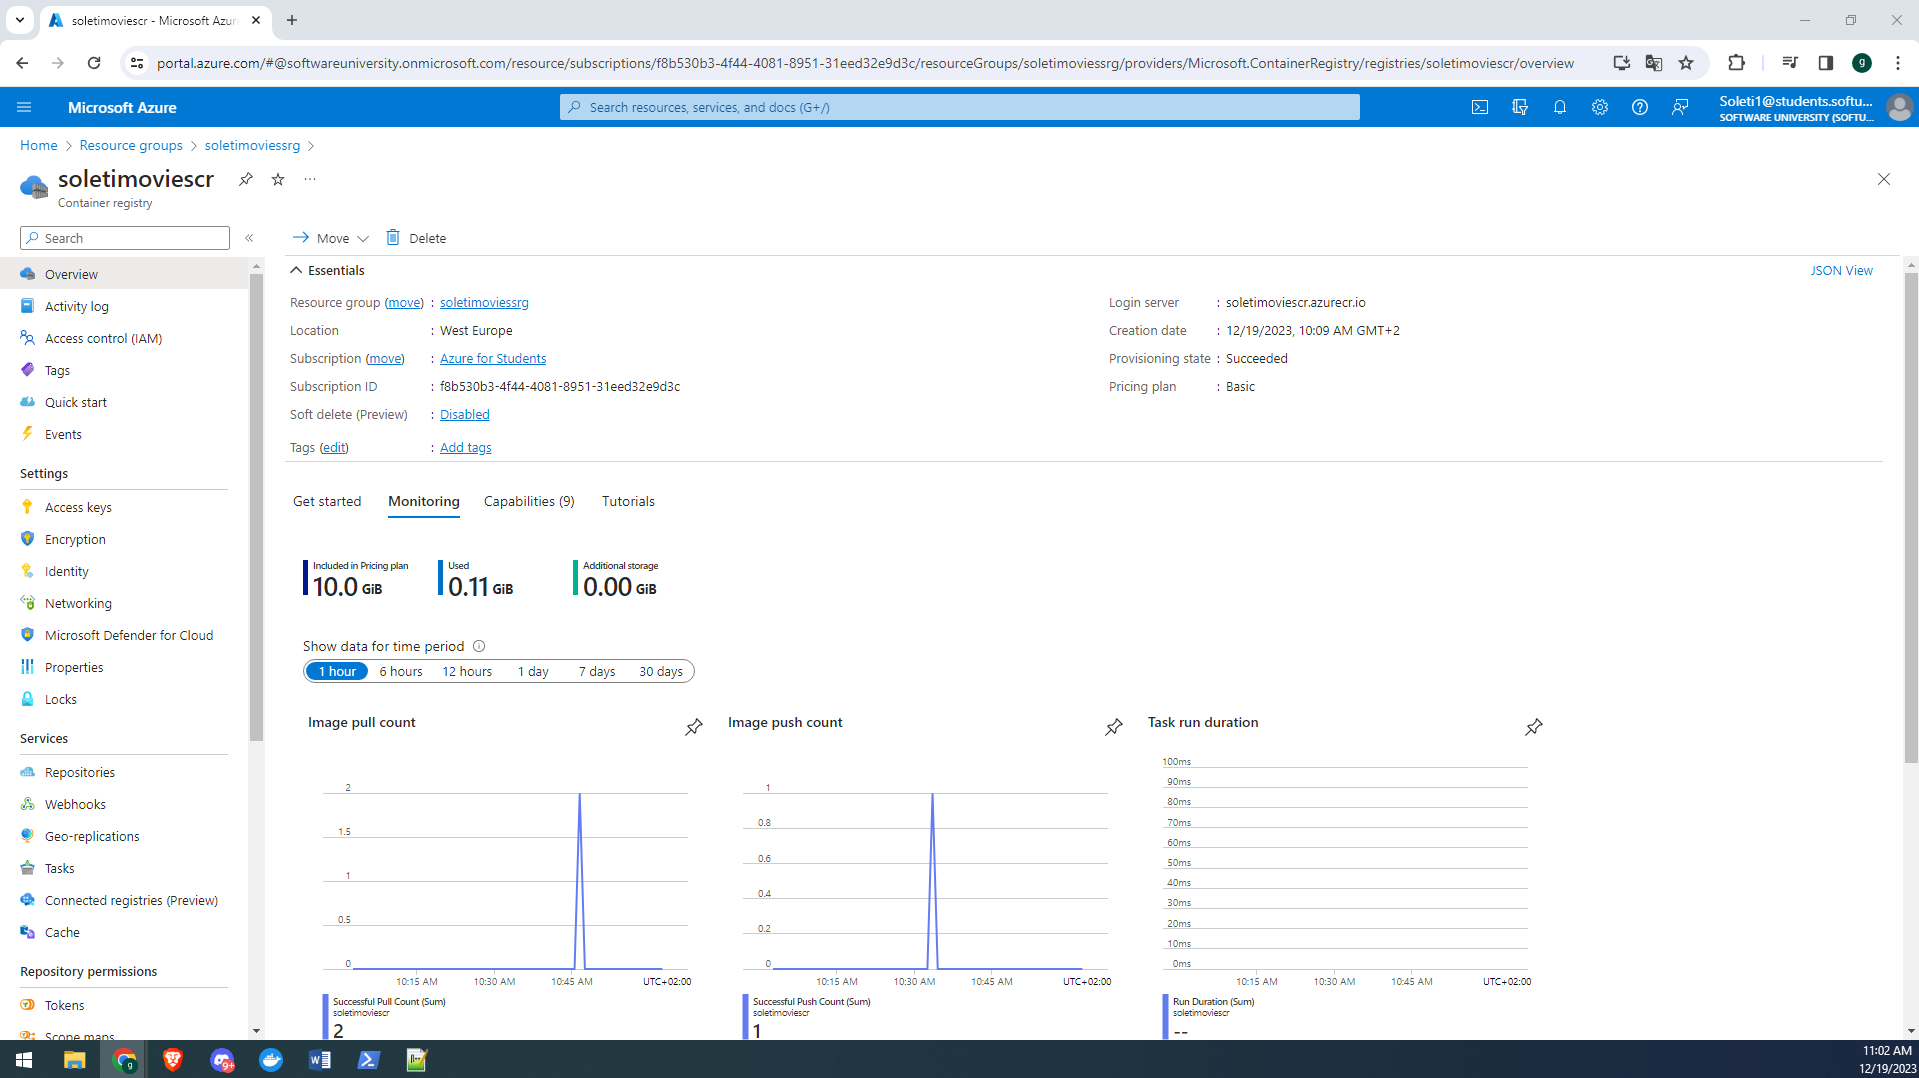 soletimoviescr - Microsoft Azur
portal.azure.com/#@softwareuniversity.onmicrosoft.com/resource/subscriptions/f8b530b3-4f44-4081-8951-31eed32e9d3c/resourceGroups/soletimoviessrg/providers/Microsoft.ContainerRegistry/registries/soletimoviescr/overview
g
Microsoft Azure
Search resources, services, and docs (G+/)
Soleti1@students.softu...
SOFTWARE UNIVERSITY (SOFTU...
Home > Resource groups > soletimoviessrg >
soletimoviescr
Container registry
Search
Overview
Activity log
Access control (IAM)
Tags
Quick start
Events
Settings
Access keys
Encryption
Identity
Networking
Microsoft Defender for Cloud
Properties
Locks
Services
Repositories
Webhooks
Geo-replications
Tasks
Connected registries (Preview)
Cache
Repository permissions
Tokens
Scope maps
Move
Delete
Essentials
JSON View
Resource group (move) : soletimoviessrg
Location : West Europe
Subscription (move) : Azure for Students
Subscription ID : f8b530b3-4f44-4081-8951-31eed32e9d3c
Soft delete (Preview) : Disabled
Tags (edit) : Add tags
Login server : soletimoviescr.azurecr.io
Creation date : 12/19/2023, 10:09 AM GMT+2
Provisioning state : Succeeded
Pricing plan : Basic
Get started Monitoring Capabilities (9) Tutorials
Included in Pricing plan
10.0 GiB
Used
0.11 GiB
Additional storage
0.00 GiB
Show data for time period
1 hour 6 hours 12 hours 1 day 7 days 30 days
Image pull count
2
1.5
1
0.5
0
10:15 AM 10:30 AM 10:45 AM UTC+02:00
Successful Pull Count (Sum)
soletimoviescr
2
Image push count
1
0.8
0.6
0.4
0.2
0
10:15 AM 10:30 AM 10:45 AM UTC+02:00
Successful Push Count (Sum)
soletimoviescr
1
Task run duration
100ms
90ms
80ms
70ms
60ms
50ms
40ms
30ms
20ms
10ms
0ms
10:15 AM 10:30 AM 10:45 AM UTC+02:00
Run Duration (Sum)
soletimoviescr
--
g
9+
11:02 AM
12/19/2023